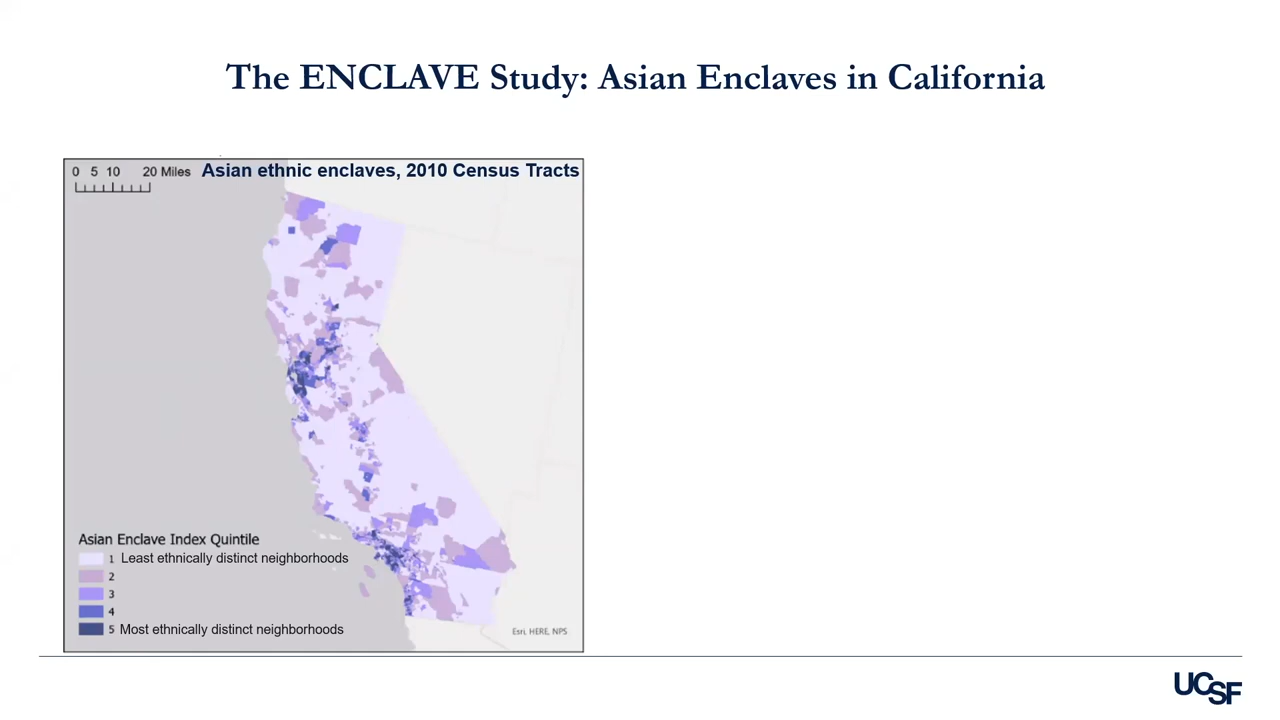 The ENCLAVE Study: Asian Enclaves in California
0 5 10 20 Miles
Asian ethnic enclaves, 2010 Census Tracts
Asian Enclave Index Quintile
1 Least ethnically distinct neighborhoods
2
3
4
5 Most ethnically distinct neighborhoods
Esri, HERE, NPS
UCSF